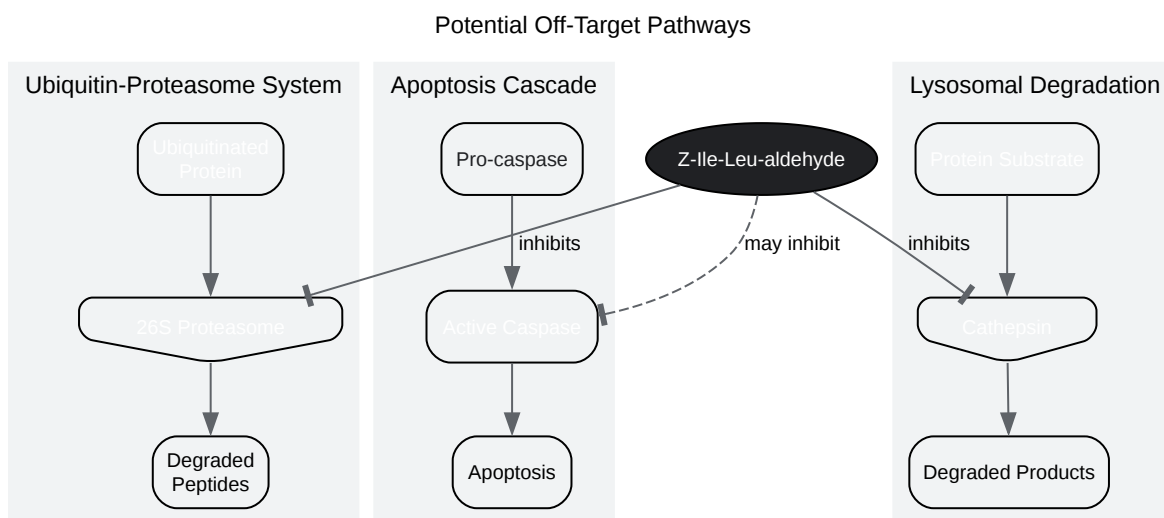 Potential Off-Target Pathways
Ubiquitin-Proteasome System
Apoptosis Cascade
Lysosomal Degradation
Ubiquitinated
Protein
Pro-caspase
Z-Ile-Leu-aldehyde
Protein Substrate
inhibits
may inhibit
inhibits
26S Proteasome
Active Caspase
Cathepsin
Degraded
Peptides
Apoptosis
Degraded Products